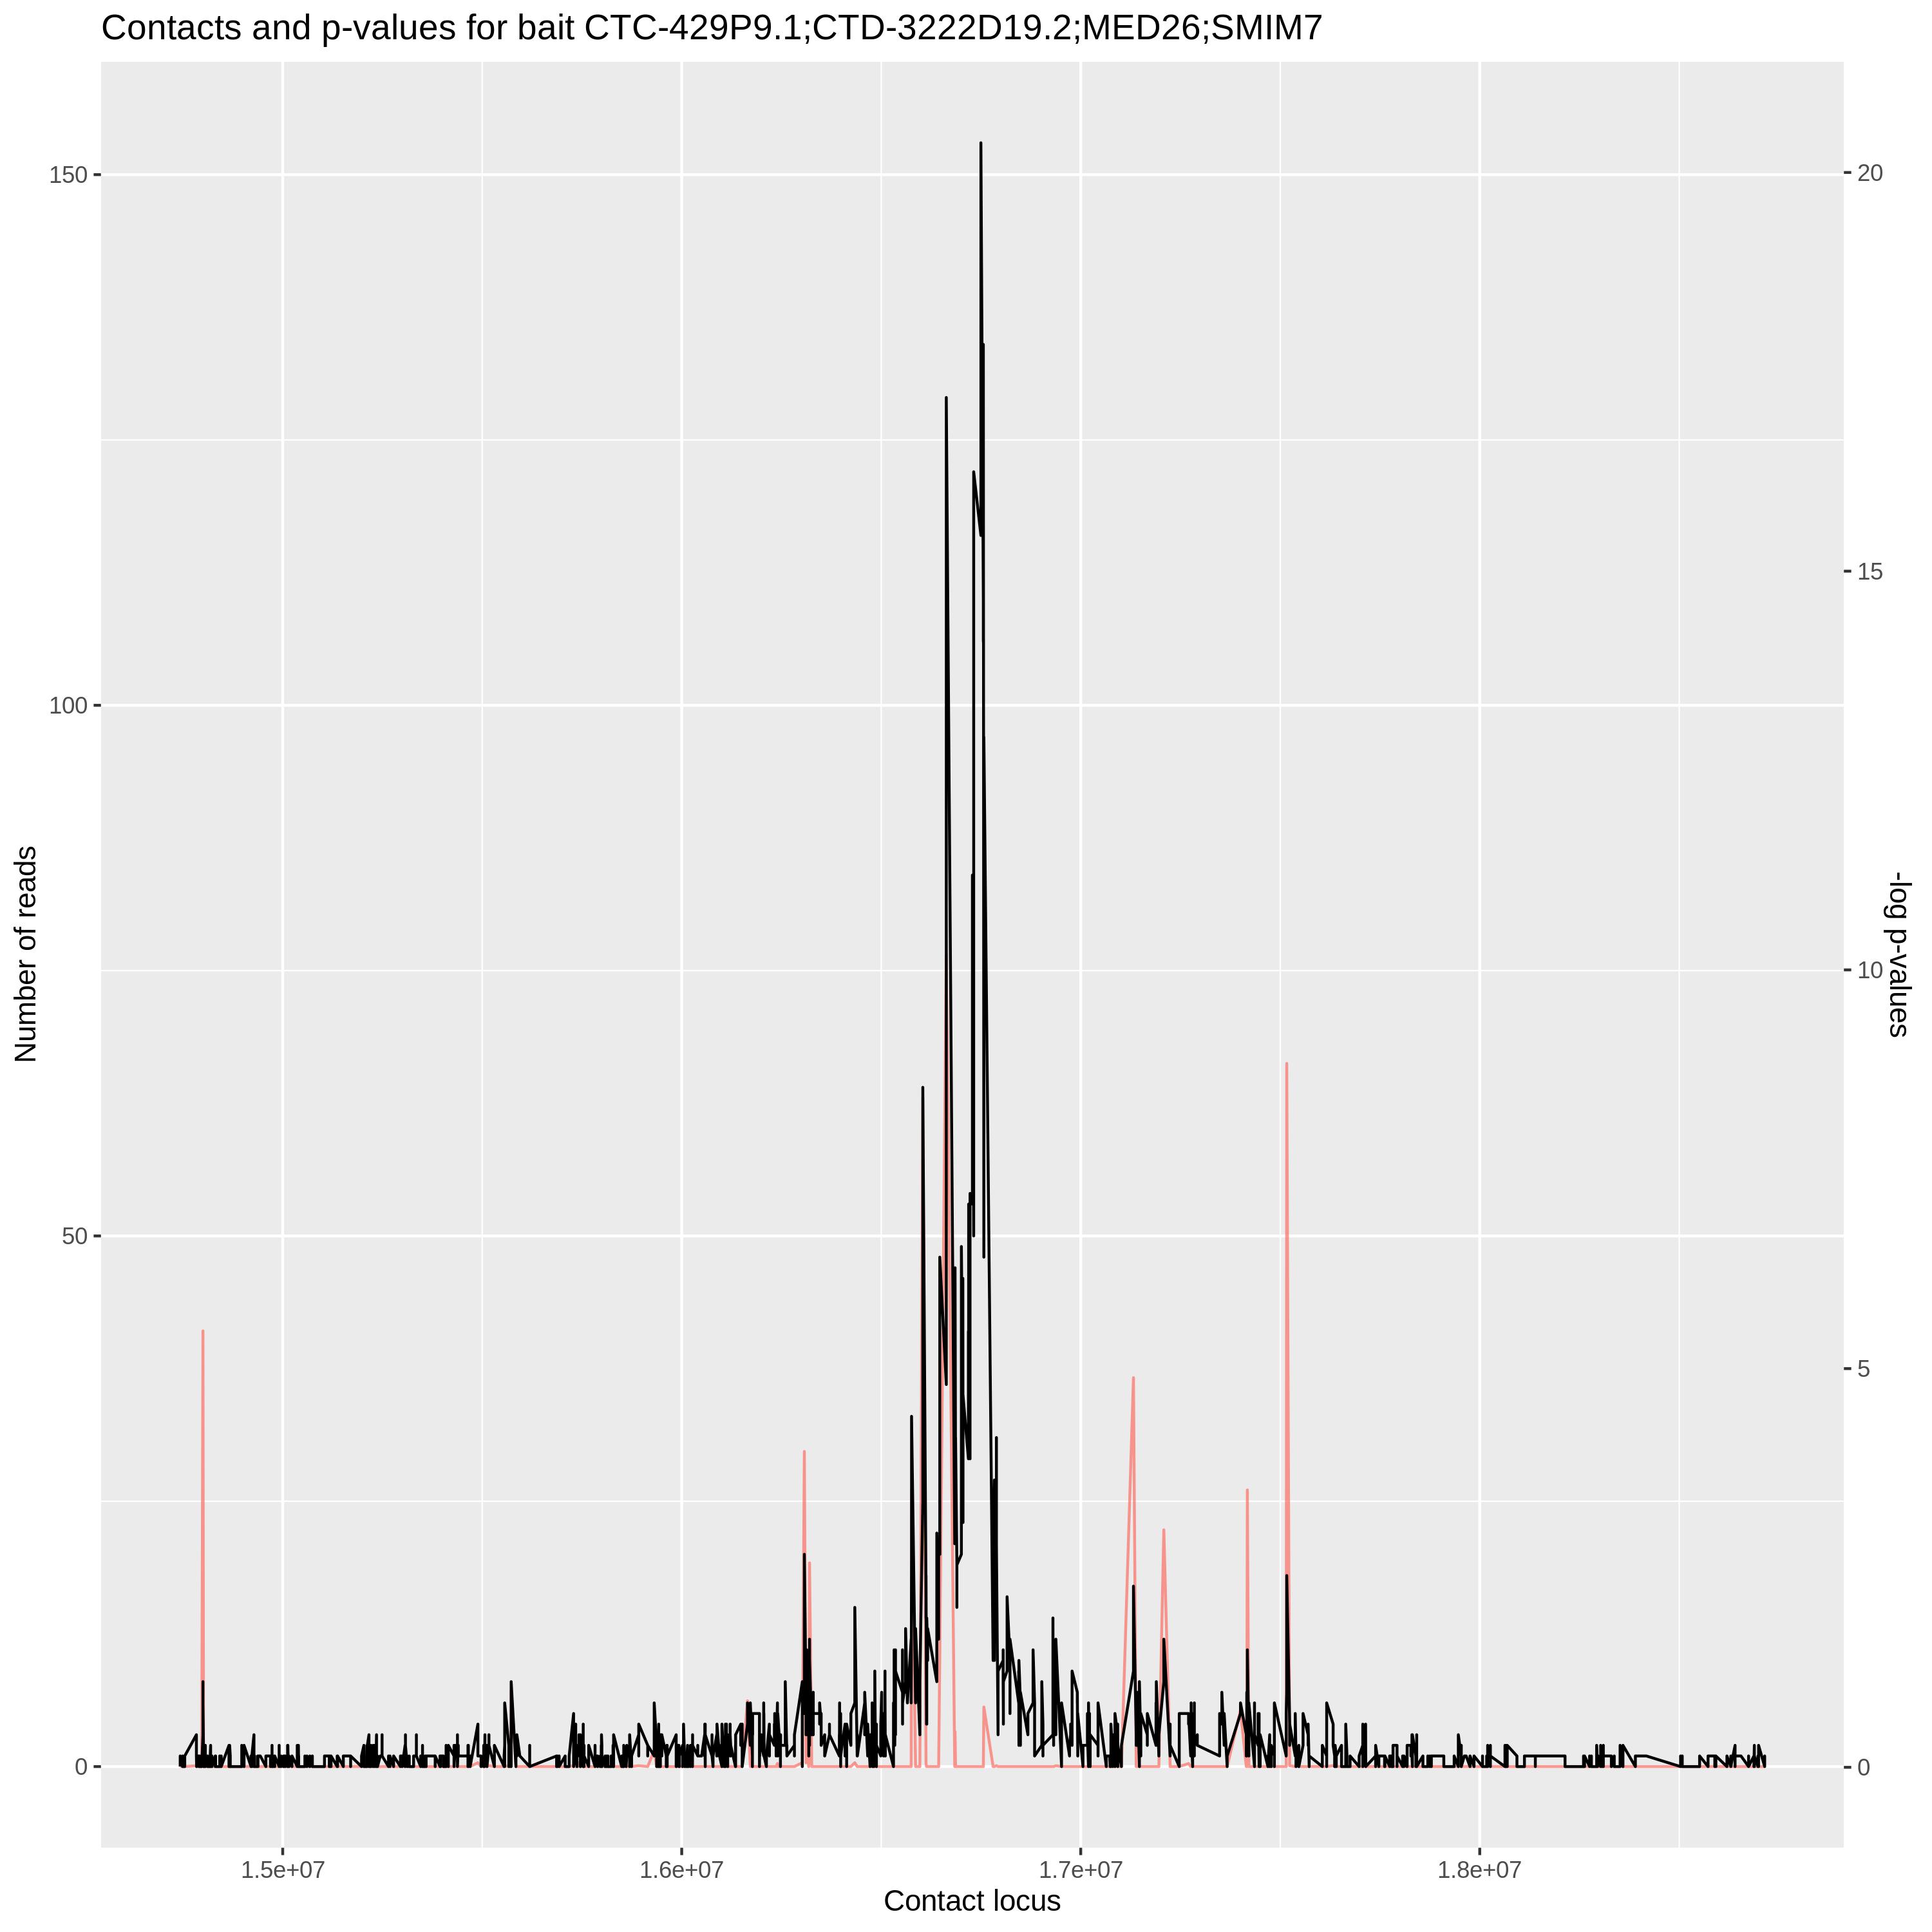 Contacts and p-values for bait CTC-429P9.1;CTD-3222D19.2;MED26;SMIM7
150
100
50
0
Number of reads
20
15
10
5
0
-log p-values
1.5e+07
1.6e+07
1.7e+07
1.8e+07
Contact locus